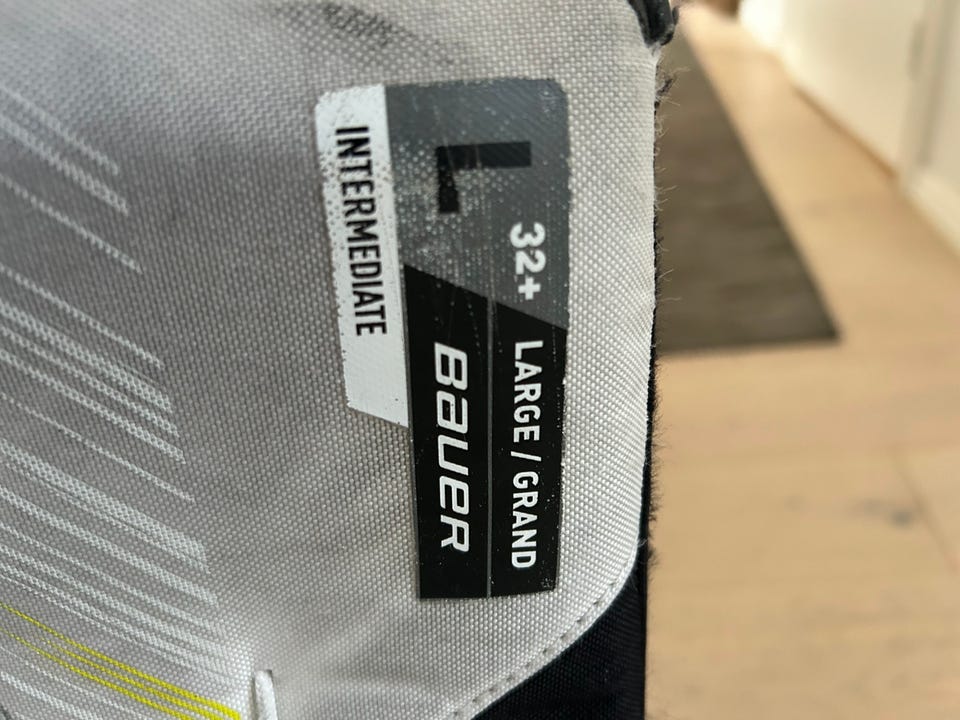 L
32+ LARGE / GRAND
BAUER
INTERMEDIATE